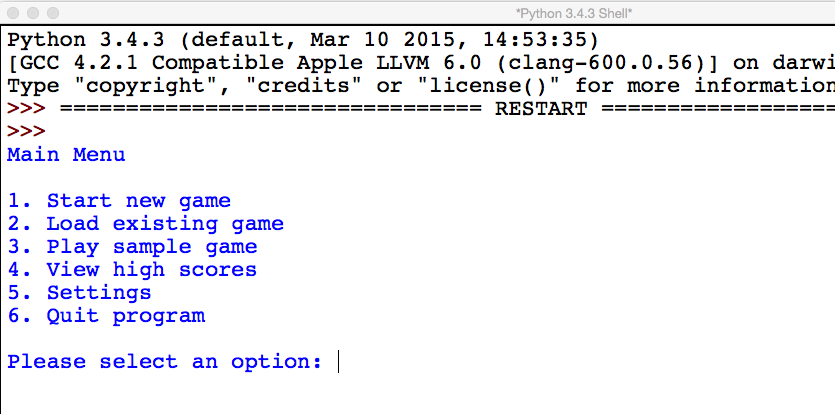 *Python 3.4.3 Shell*
Python 3.4.3 (default, Mar 10 2015, 14:53:35)
[GCC 4.2.1 Compatible Apple LLVM 6.0 (clang-600.0.56)] on darwi
Type "copyright", "credits" or "license()" for more information
>>> ================================ RESTART ==================
>>>
Main Menu
1. Start new game
2. Load existing game
3. Play sample game
4. View high scores
5. Settings
6. Quit program
Please select an option: